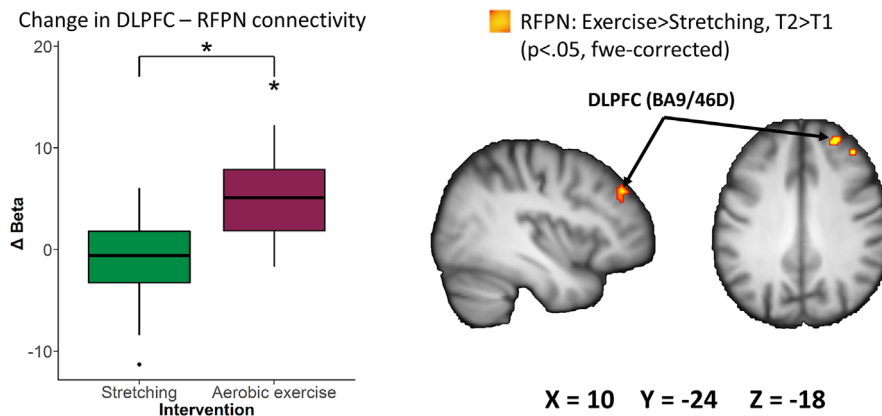 Change in DLPFC – RFPN connectivity
20
*
*
10
0
-10
Δ Beta
Stretching
Aerobic exercise
Intervention
RFPN: Exercise>Stretching, T2>T1
(p<.05, fwe-corrected)
DLPFC (BA9/46D)
X = 10 Y = -24 Z = -18